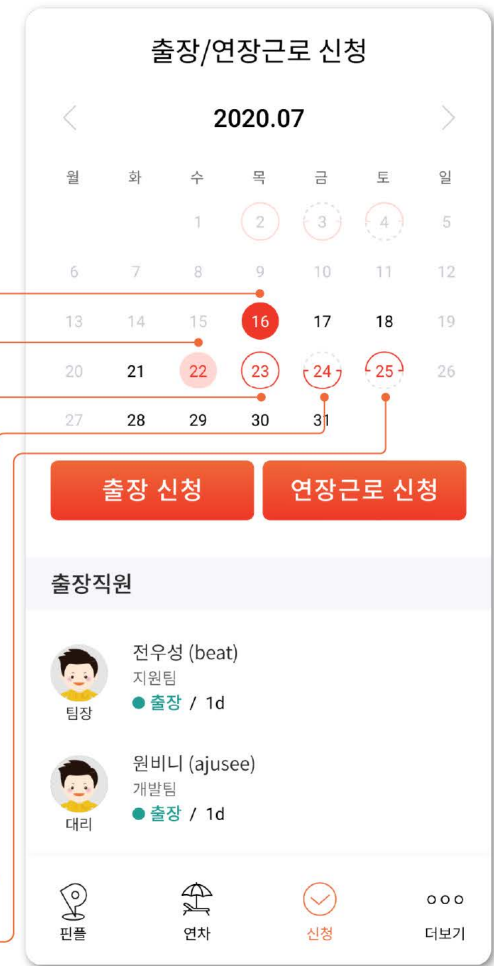 출장/연장근로 신청
2020.07
월 화 수 목 금 토 일
1 2 3 4 5
6 7 8 9 10 11 12
13 14 15 16 17 18 19
20 21 22 23 24 25 26
27 28 29 30 31
출장 신청 연장근로 신청
출장직원
전우성 (beat)
지원팀
팀장
출장 / 1d
원비니 (ajusee)
개발팀
대리
출장 / 1d
핀플 연차 신청 더보기